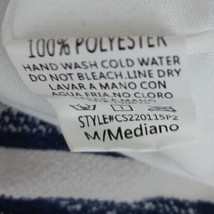 100% POLYESTER
HAND WASH COLD WATER
DO NOT BLEACH.LINE DRY
LAVAR A MANO CON
AGUA FRIA NO CLORO
STYLE#CS220115P2
M/Mediano